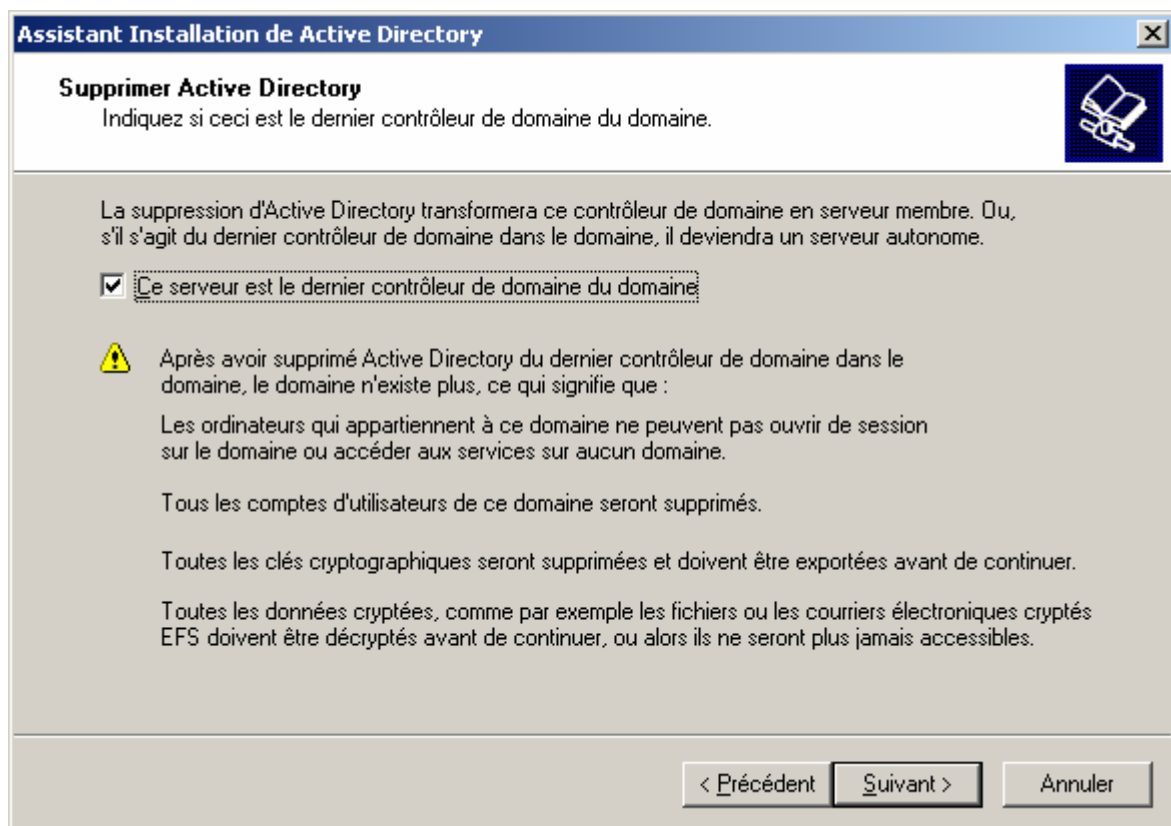 Assistant Installation de Active Directory
Supprimer Active Directory
Indiquez si ceci est le dernier contrôleur de domaine du domaine.
La suppression d'Active Directory transformera ce contrôleur de domaine en serveur membre. Ou,
s'il s'agit du dernier contrôleur de domaine dans le domaine, il deviendra un serveur autonome.
Ce serveur est le dernier contrôleur de domaine du domaine
Après avoir supprimé Active Directory du dernier contrôleur de domaine dans le
domaine, le domaine n'existe plus, ce qui signifie que :
Les ordinateurs qui appartiennent à ce domaine ne peuvent pas ouvrir de session
sur le domaine ou accéder aux services sur aucun domaine.
Tous les comptes d'utilisateurs de ce domaine seront supprimés.
Toutes les clés cryptographiques seront supprimées et doivent être exportées avant de continuer.
Toutes les données cryptées, comme par exemple les fichiers ou les courriers électroniques cryptés
EFS doivent être décryptés avant de continuer, ou alors ils ne seront plus jamais accessibles.
< Précédent Suivant > Annuler